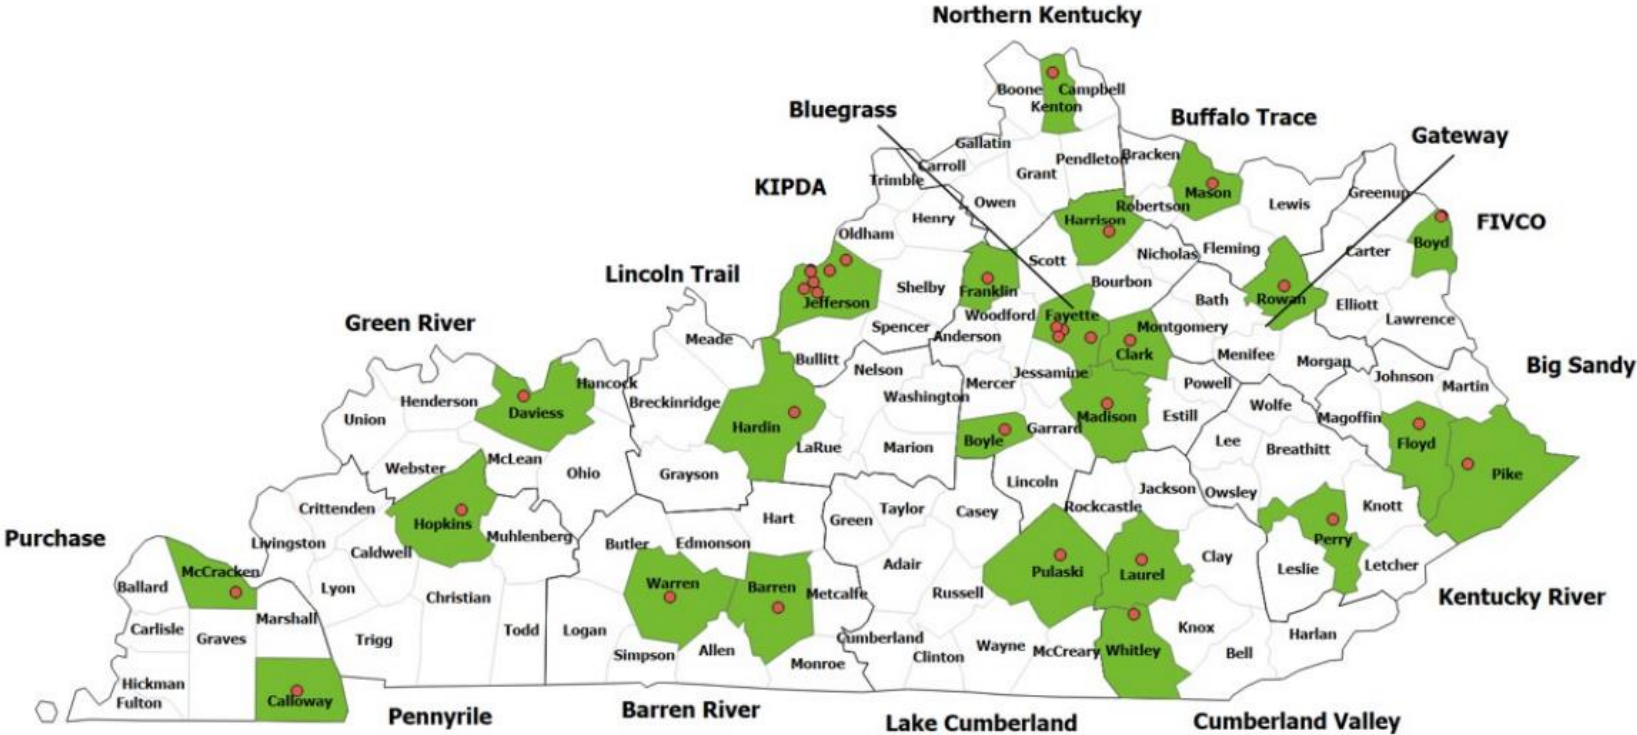 Northern Kentucky
Boone
Campbell
Kenton
Bluegrass
Buffalo Trace
Gateway
Gallatin
Carroll
Pendleton
Bracken
Grant
KIPDA
Trimble
Mason
Greenup
Owen
Robertson
Lewis
Henry
Harrison
FIVCO
Oldham
Boyd
Scott
Nicholas
Fleming
Carter
Lincoln Trail
Shelby
Franklin
Bourbon
Bath
Rowan
Elliott
Jefferson
Woodford
Fayette
Lawrence
Green River
Spencer
Anderson
Montgomery
Meade
Bullitt
Clark
Menifee
Morgan
Big Sandy
Nelson
Jessamine
Johnson
Martin
Hancock
Mercer
Powell
Henderson
Breckinridge
Washington
Wolfe
Union
Daviess
Hardin
Madison
Estill
Magoffin
Boyle
Garrard
Floyd
LaRue
Marion
Lee
Breathitt
Webster
McLean
Ohio
Grayson
Pike
Lincoln
Jackson
Owsley
Crittenden
Taylor
Casey
Rockcastle
Knott
Hopkins
Hart
Green
Purchase
Livingston
Muhlenberg
Butler
Edmonson
Perry
Caldwell
Clay
McCracken
Adair
Pulaski
Laurel
Leslie
Letcher
Ballard
Lyon
Christian
Warren
Barren
Metcalfe
Russell
Kentucky River
Marshall
Carlisle
Graves
Trigg
Todd
Logan
Cumberland
Knox
Harlan
Simpson
Allen
Monroe
Clinton
Wayne
McCreary
Whitley
Bell
Hickman
Fulton
Calloway
Pennyrile
Barren River
Lake Cumberland
Cumberland Valley